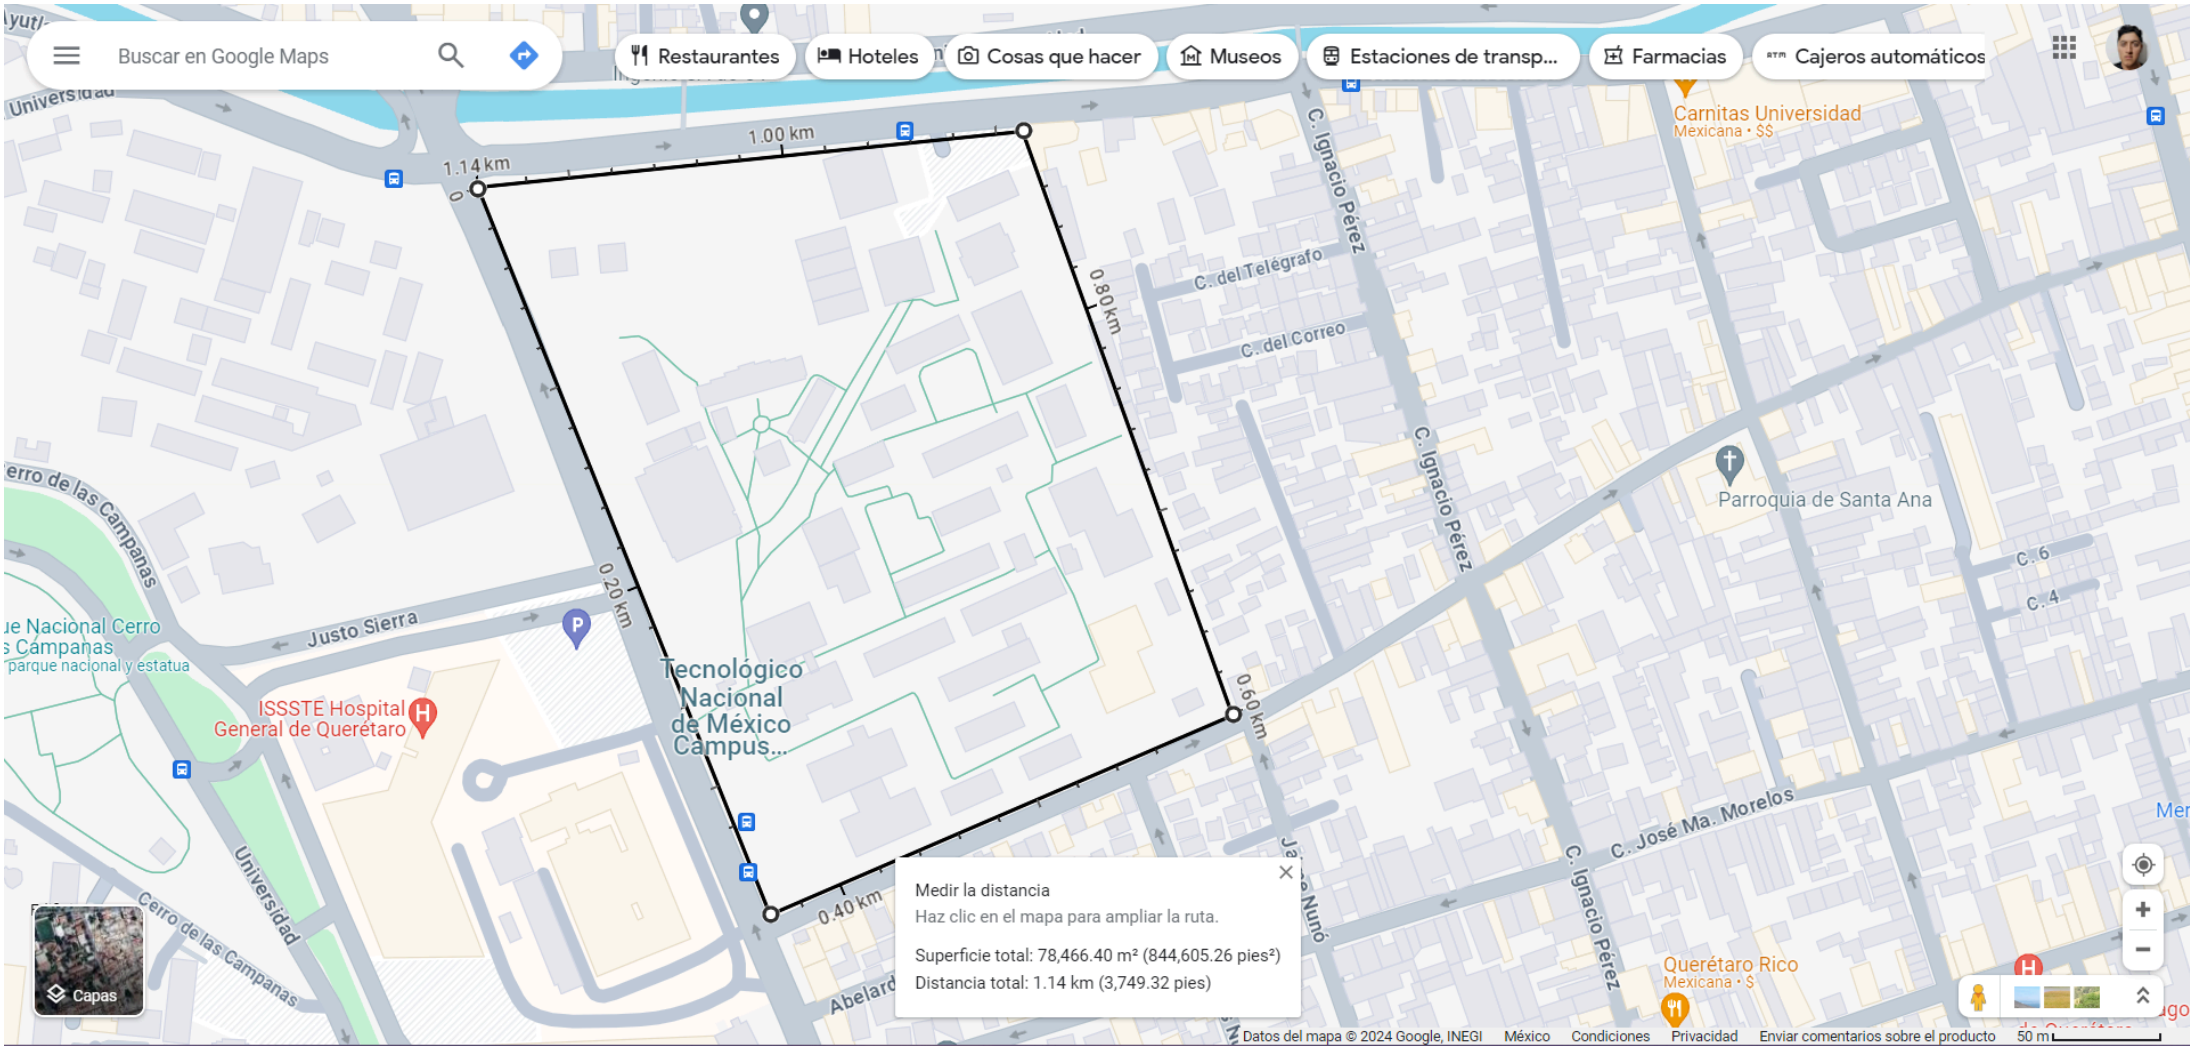 Buscar en Google Maps
Restaurantes
Hoteles
Cosas que hacer
Museos
Estaciones de transp...
Farmacias
ATM
Cajeros automáticos
Universidad
Carnitas Universidad
Mexicana • $$
1.14 km
0
1.00 km
0.80 km
0.60 km
0.40 km
0.20 km
C. Ignacio Pérez
C. del Telégrafo
C. del Correo
C. Ignacio Pérez
P
Parroquia de Santa Ana
C. 6
C. 4
erro de las Campanas
ue Nacional Cerro
s Campanas
parque nacional y estatua
Justo Sierra
ISSSTE Hospital
General de Querétaro
H
Tecnológico
Nacional
de México
Campus...
C. José Ma. Morelos
Mer
Universidad
Cerro de las Campanas
Capas
Abelard
C. Ignacio Pérez
Medir la distancia
Haz clic en el mapa para ampliar la ruta.
Superficie total: 78,466.40 m² (844,605.26 pies²)
Distancia total: 1.14 km (3,749.32 pies)
Querétaro Rico
Mexicana • $
H
Datos del mapa © 2024 Google, INEGI
México
Condiciones
Privacidad
Enviar comentarios sobre el producto
50 m